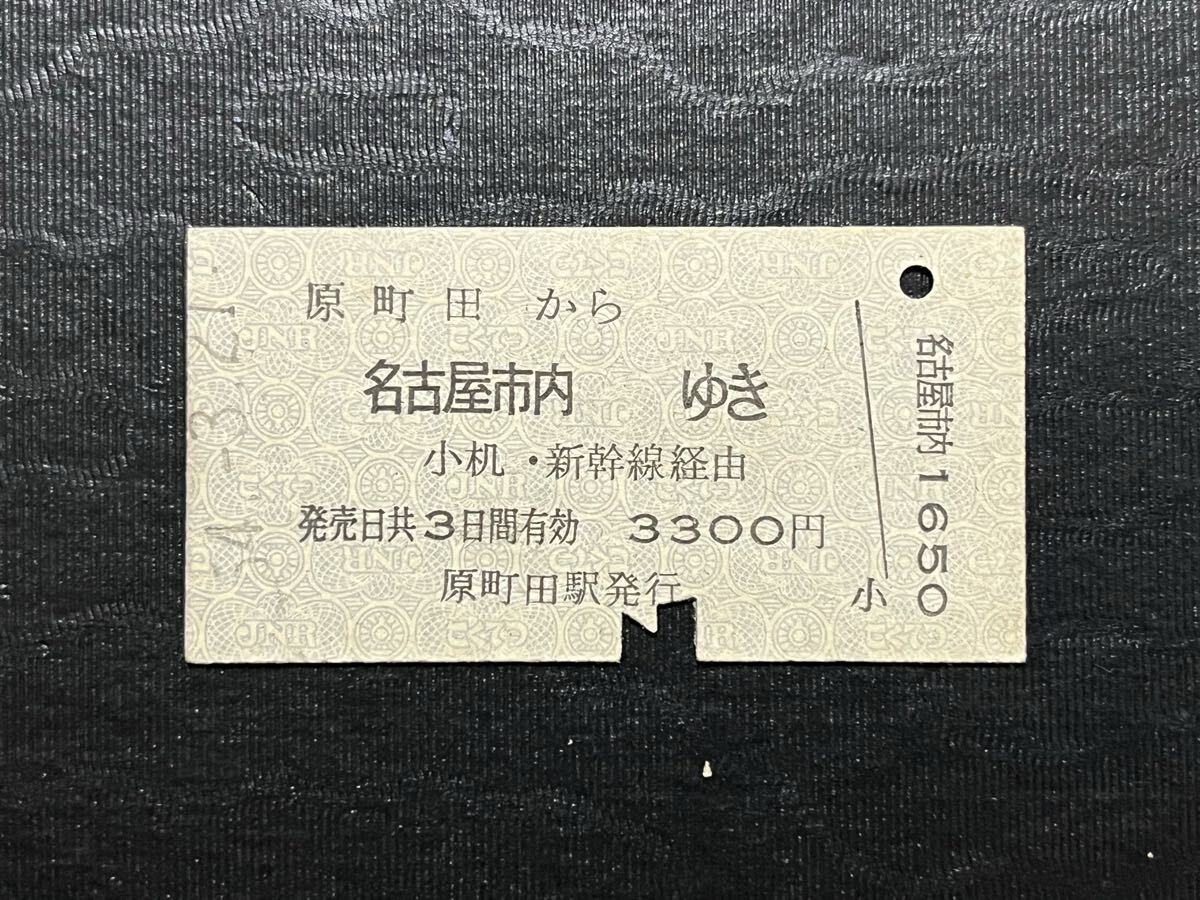 原町田 から
名古屋市内 ゆき
小机・新幹線経由
発売日共3日間有効 3300円
原町田駅発行
小
名古屋市内1650